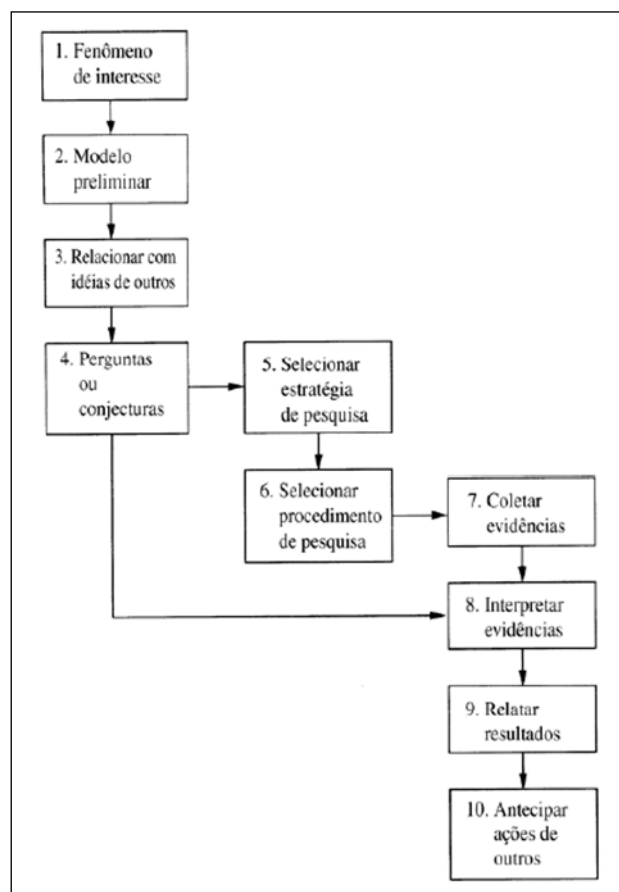 1. Fenômeno
de interesse
2. Modelo
preliminar
3. Relacionar com
idéias de outros
4. Perguntas
ou
conjecturas
5. Selecionar
estratégia
de pesquisa
6. Selecionar
procedimento
de pesquisa
7. Coletar
evidências
8. Interpretar
evidências
9. Relatar
resultados
10. Antecipar
ações de
outros